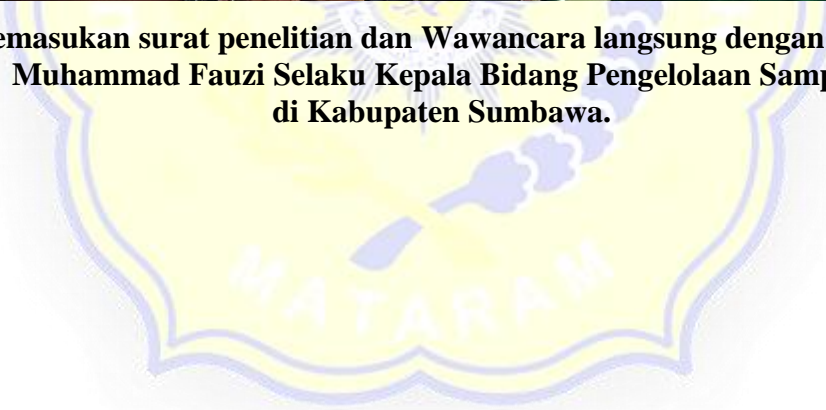 emasukan surat penelitian dan Wawancara langsung dengan
Muhammad Fauzi Selaku Kepala Bidang Pengelolaan Samp
di Kabupaten Sumbawa.
MATARAM